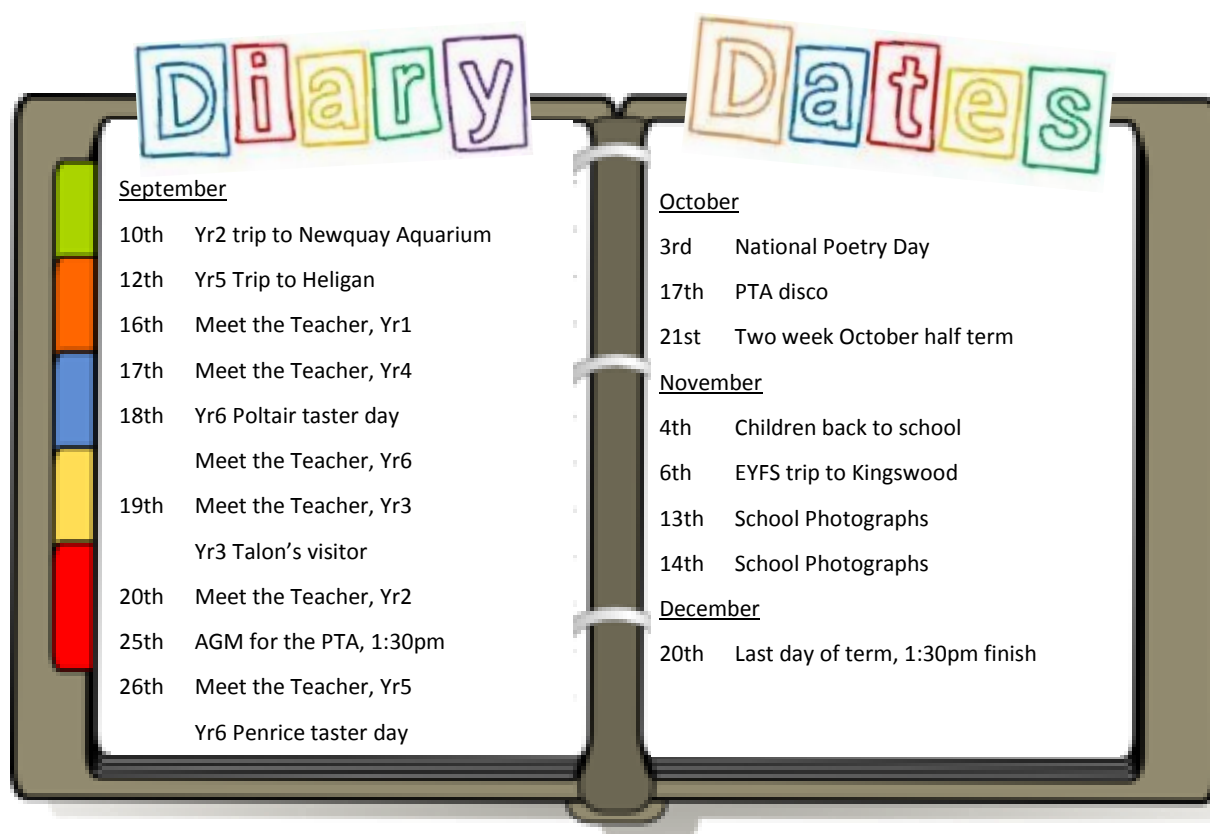 Diary Dates
September
10th Yr2 trip to Newquay Aquarium
12th Yr5 Trip to Heligan
16th Meet the Teacher, Yr1
17th Meet the Teacher, Yr4
18th Yr6 Poltair taster day
Meet the Teacher, Yr6
19th Meet the Teacher, Yr3
Yr3 Talon's visitor
20th Meet the Teacher, Yr2
25th AGM for the PTA, 1:30pm
26th Meet the Teacher, Yr5
Yr6 Penrice taster day
October
3rd National Poetry Day
17th PTA disco
21st Two week October half term
November
4th Children back to school
6th EYFS trip to Kingswood
13th School Photographs
14th School Photographs
December
20th Last day of term, 1:30pm finish